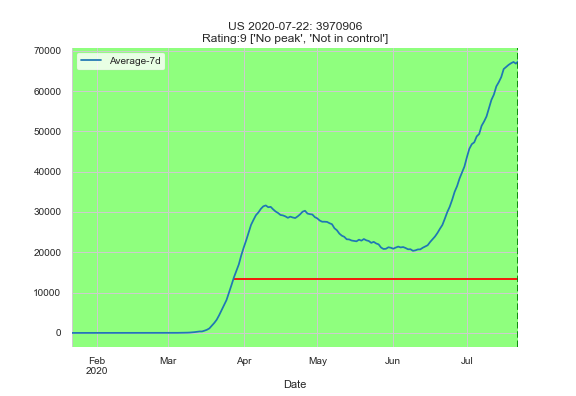 US 2020-07-22: 3970906
Rating:9 ['No peak', 'Not in control']
Average-7d
70000
60000
50000
40000
30000
20000
10000
0
Feb
2020
Mar
Apr
May
Jun
Jul
Date